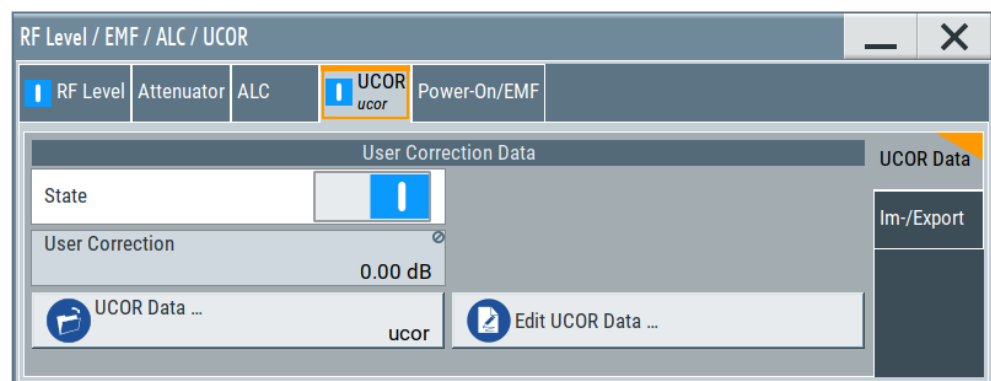 RF Level / EMF / ALC / UCOR
RF Level
Attenuator
ALC
UCOR
ucor
Power-On/EMF
User Correction Data
UCOR Data
State
Im-/Export
User Correction
0.00 dB
UCOR Data ...
ucor
Edit UCOR Data ...